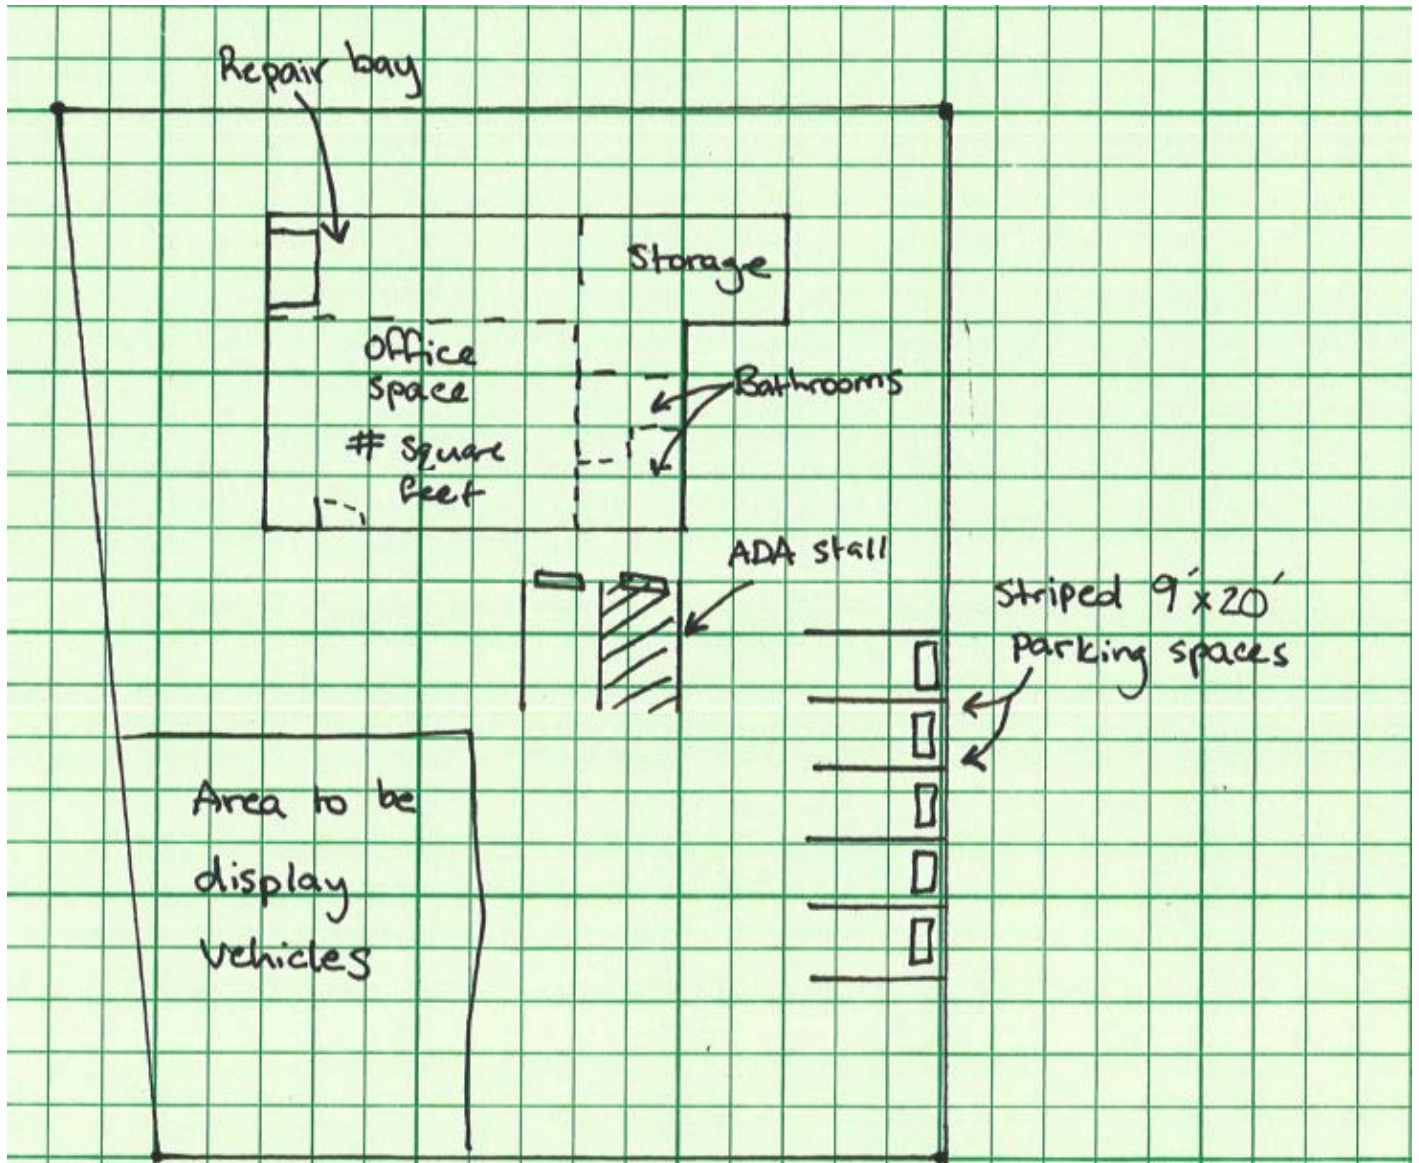 Repair bay
Storage
office
space
# square
feet
Bathrooms
ADA stall
Striped 9'x20'
Parking spaces
Area to be
display
vehicles